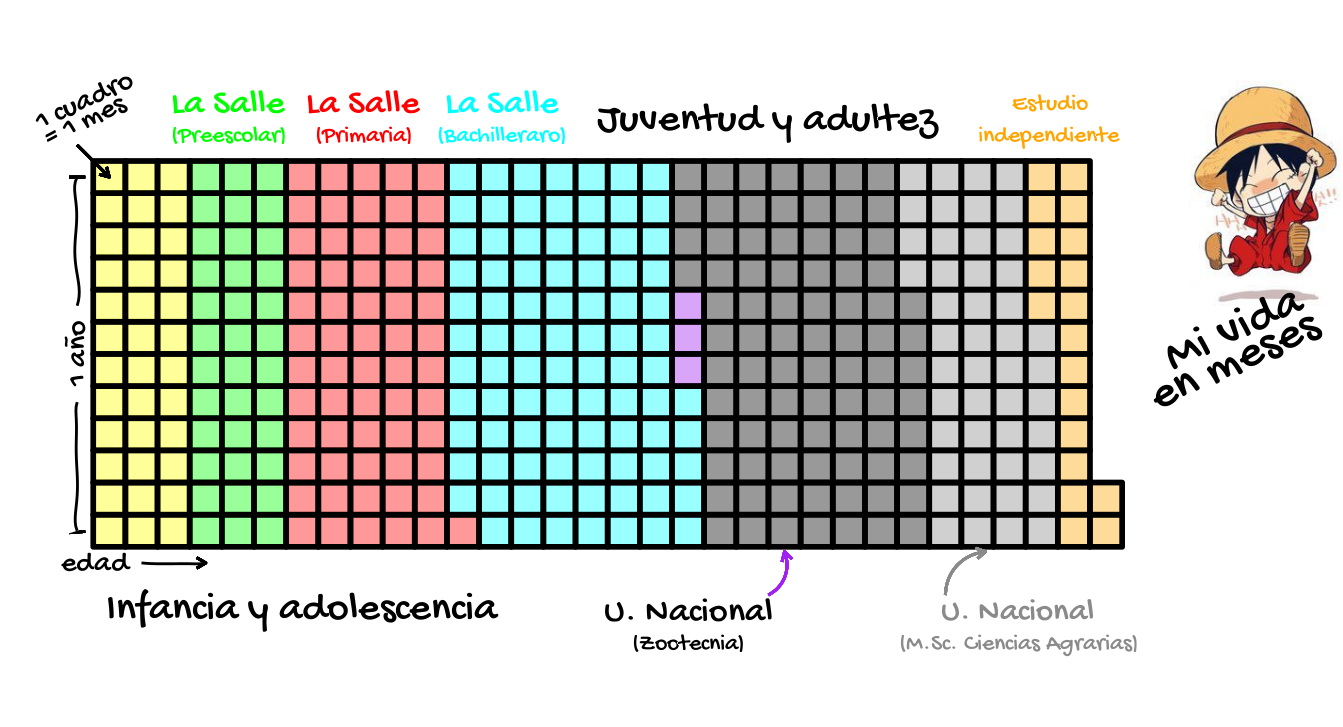 1 cuadro
= 1 mes
La Salle
(Preescolar)
La Salle
(Primaria)
La Salle
(Bachilleraro)
Juventud y adultez
Estudio
independiente
1 año
edad
Infancia y adolescencia
U. Nacional
(Zootecnia)
U. Nacional
(M.Sc. Ciencias Agrarias)
Mi vida
en meses